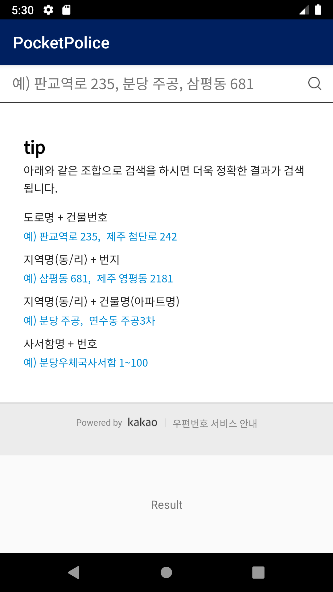 5:30
PocketPolice
예) 판교역로 235, 분당 주공, 삼평동 681
tip
아래와 같은 조합으로 검색을 하시면 더욱 정확한 결과가 검색
됩니다.
도로명 + 건물번호
예) 판교역로 235, 제주 첨단로 242
지역명(동/리) + 번지
예) 삼평동 681, 제주 영평동 2181
지역명(동/리) + 건물명(아파트명)
예) 분당 주공, 연수동 주공3차
사서함명 + 번호
예) 분당우체국사서함 1~100
Powered by kakao | 우편번호 서비스 안내
Result